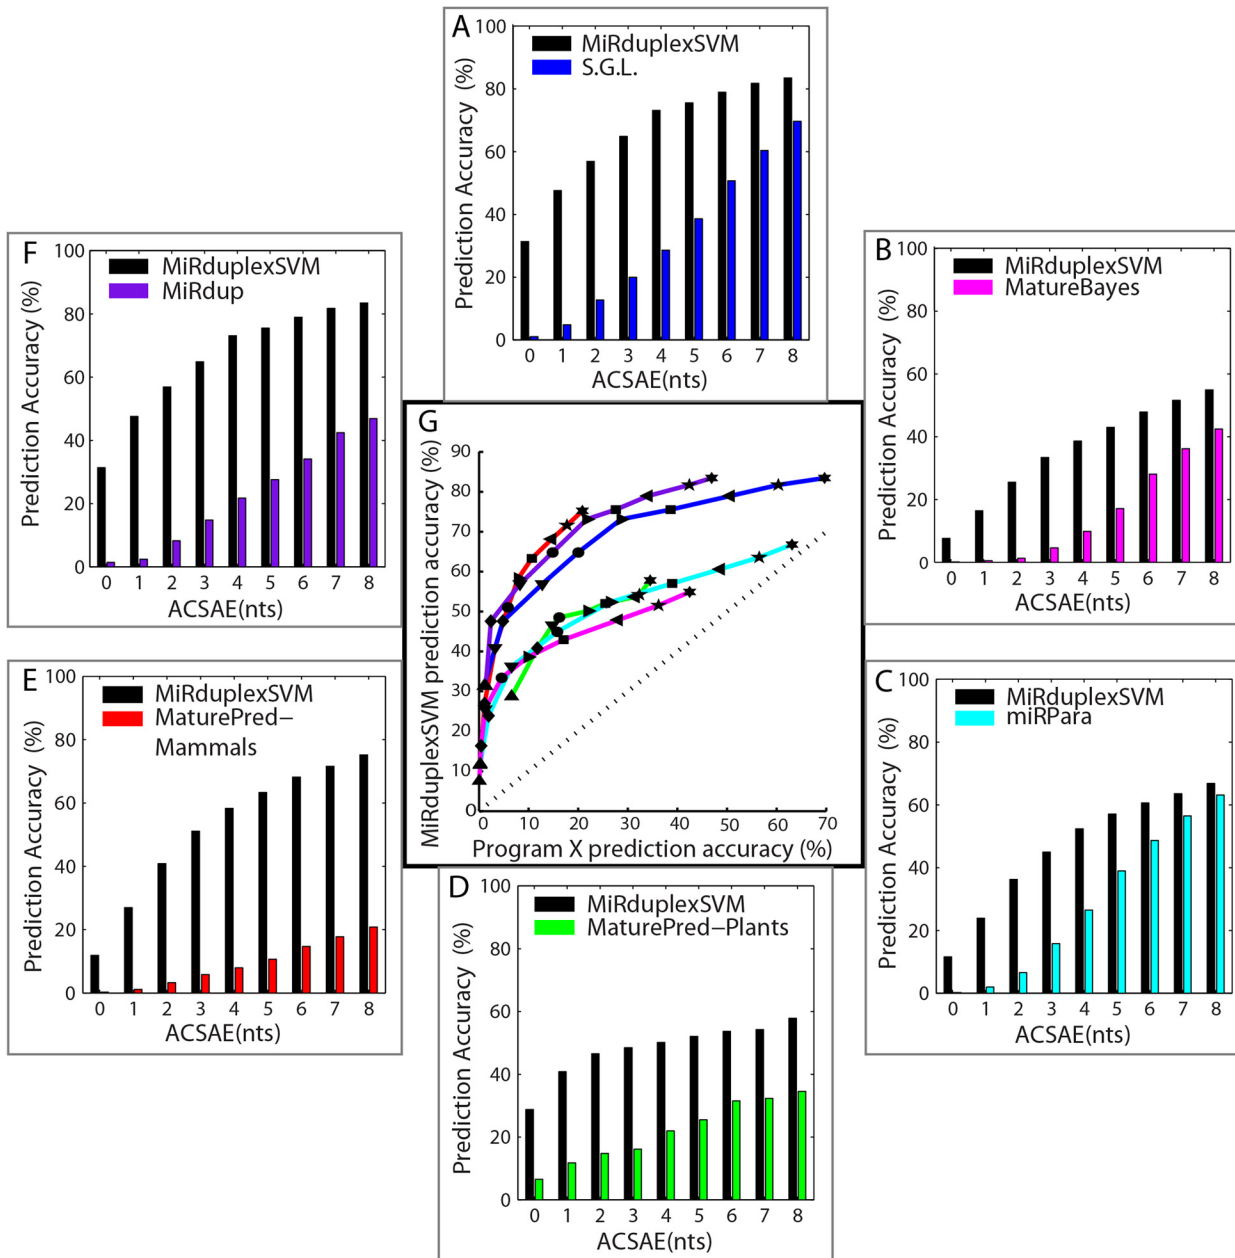 A
MiRduplexSVM
S.G.L.
Prediction Accuracy (%)
100
80
60
40
20
0
0 1 2 3 4 5 6 7 8
ACSAE(nts)
F
MiRduplexSVM
MiRdup
Prediction Accuracy (%)
100
80
60
40
20
0
0 1 2 3 4 5 6 7 8
ACSAE(nts)
B
MiRduplexSVM
MatureBayes
Prediction Accuracy (%)
100
80
60
40
20
0
0 1 2 3 4 5 6 7 8
ACSAE(nts)
G
MiRduplexSVM prediction accuracy (%)
90
80
70
60
50
40
30
20
10
0
0 10 20 30 40 50 60 70
Program X prediction accuracy (%)
E
MiRduplexSVM
MaturePred–
Mammals
Prediction Accuracy (%)
100
80
60
40
20
0
0 1 2 3 4 5 6 7 8
ACSAE(nts)
C
MiRduplexSVM
miRPara
Prediction Accuracy (%)
100
80
60
40
20
0
0 1 2 3 4 5 6 7 8
ACSAE(nts)
D
MiRduplexSVM
MaturePred–Plants
Prediction Accuracy (%)
100
80
60
40
20
0
0 1 2 3 4 5 6 7 8
ACSAE(nts)